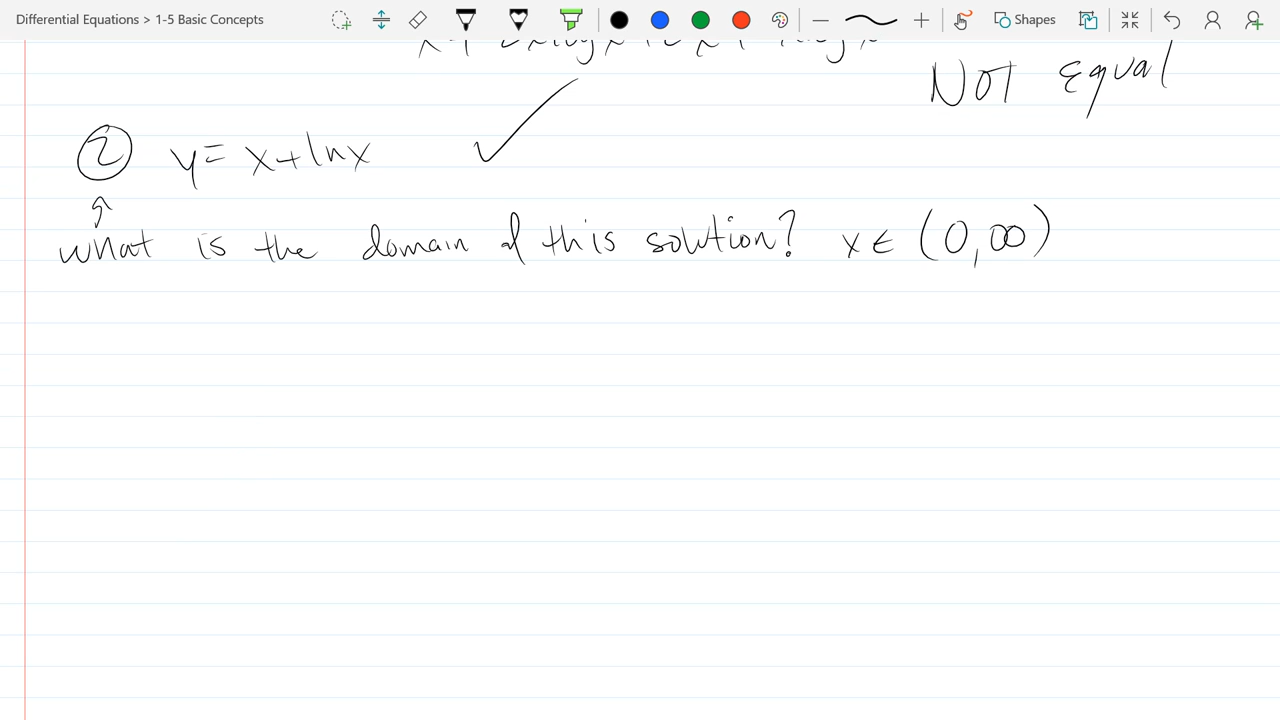 Differential Equations > 1-5 Basic Concepts Shapes
NOT Equal
② y = x + ln x ✓
what is the domain of this solution? x ∈ (0, ∞)